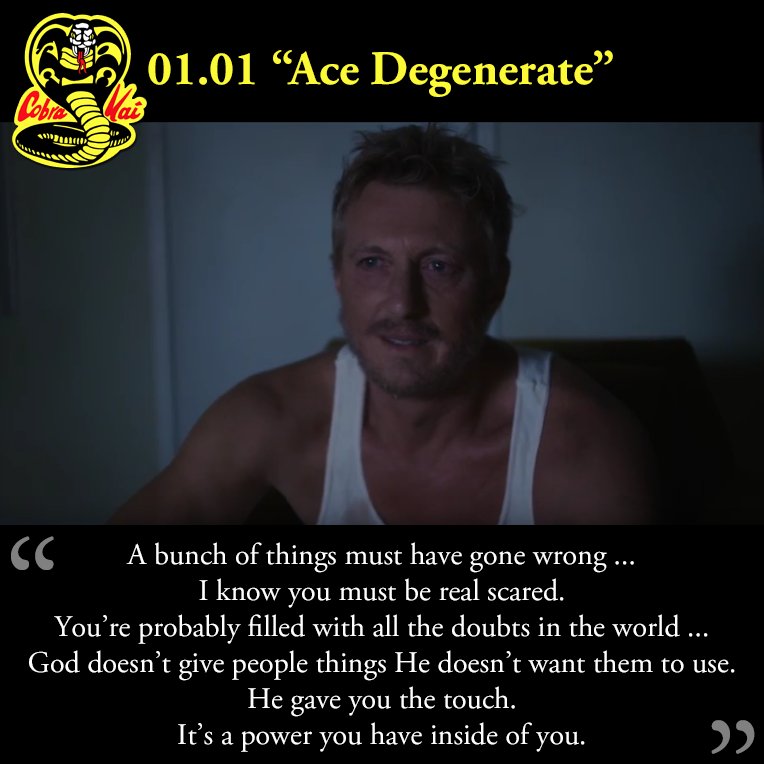 Cobra Kai
01.01 “Ace Degenerate”
“
A bunch of things must have gone wrong ...
I know you must be real scared.
You’re probably filled with all the doubts in the world ...
God doesn’t give people things He doesn’t want them to use.
He gave you the touch.
It’s a power you have inside of you.
”